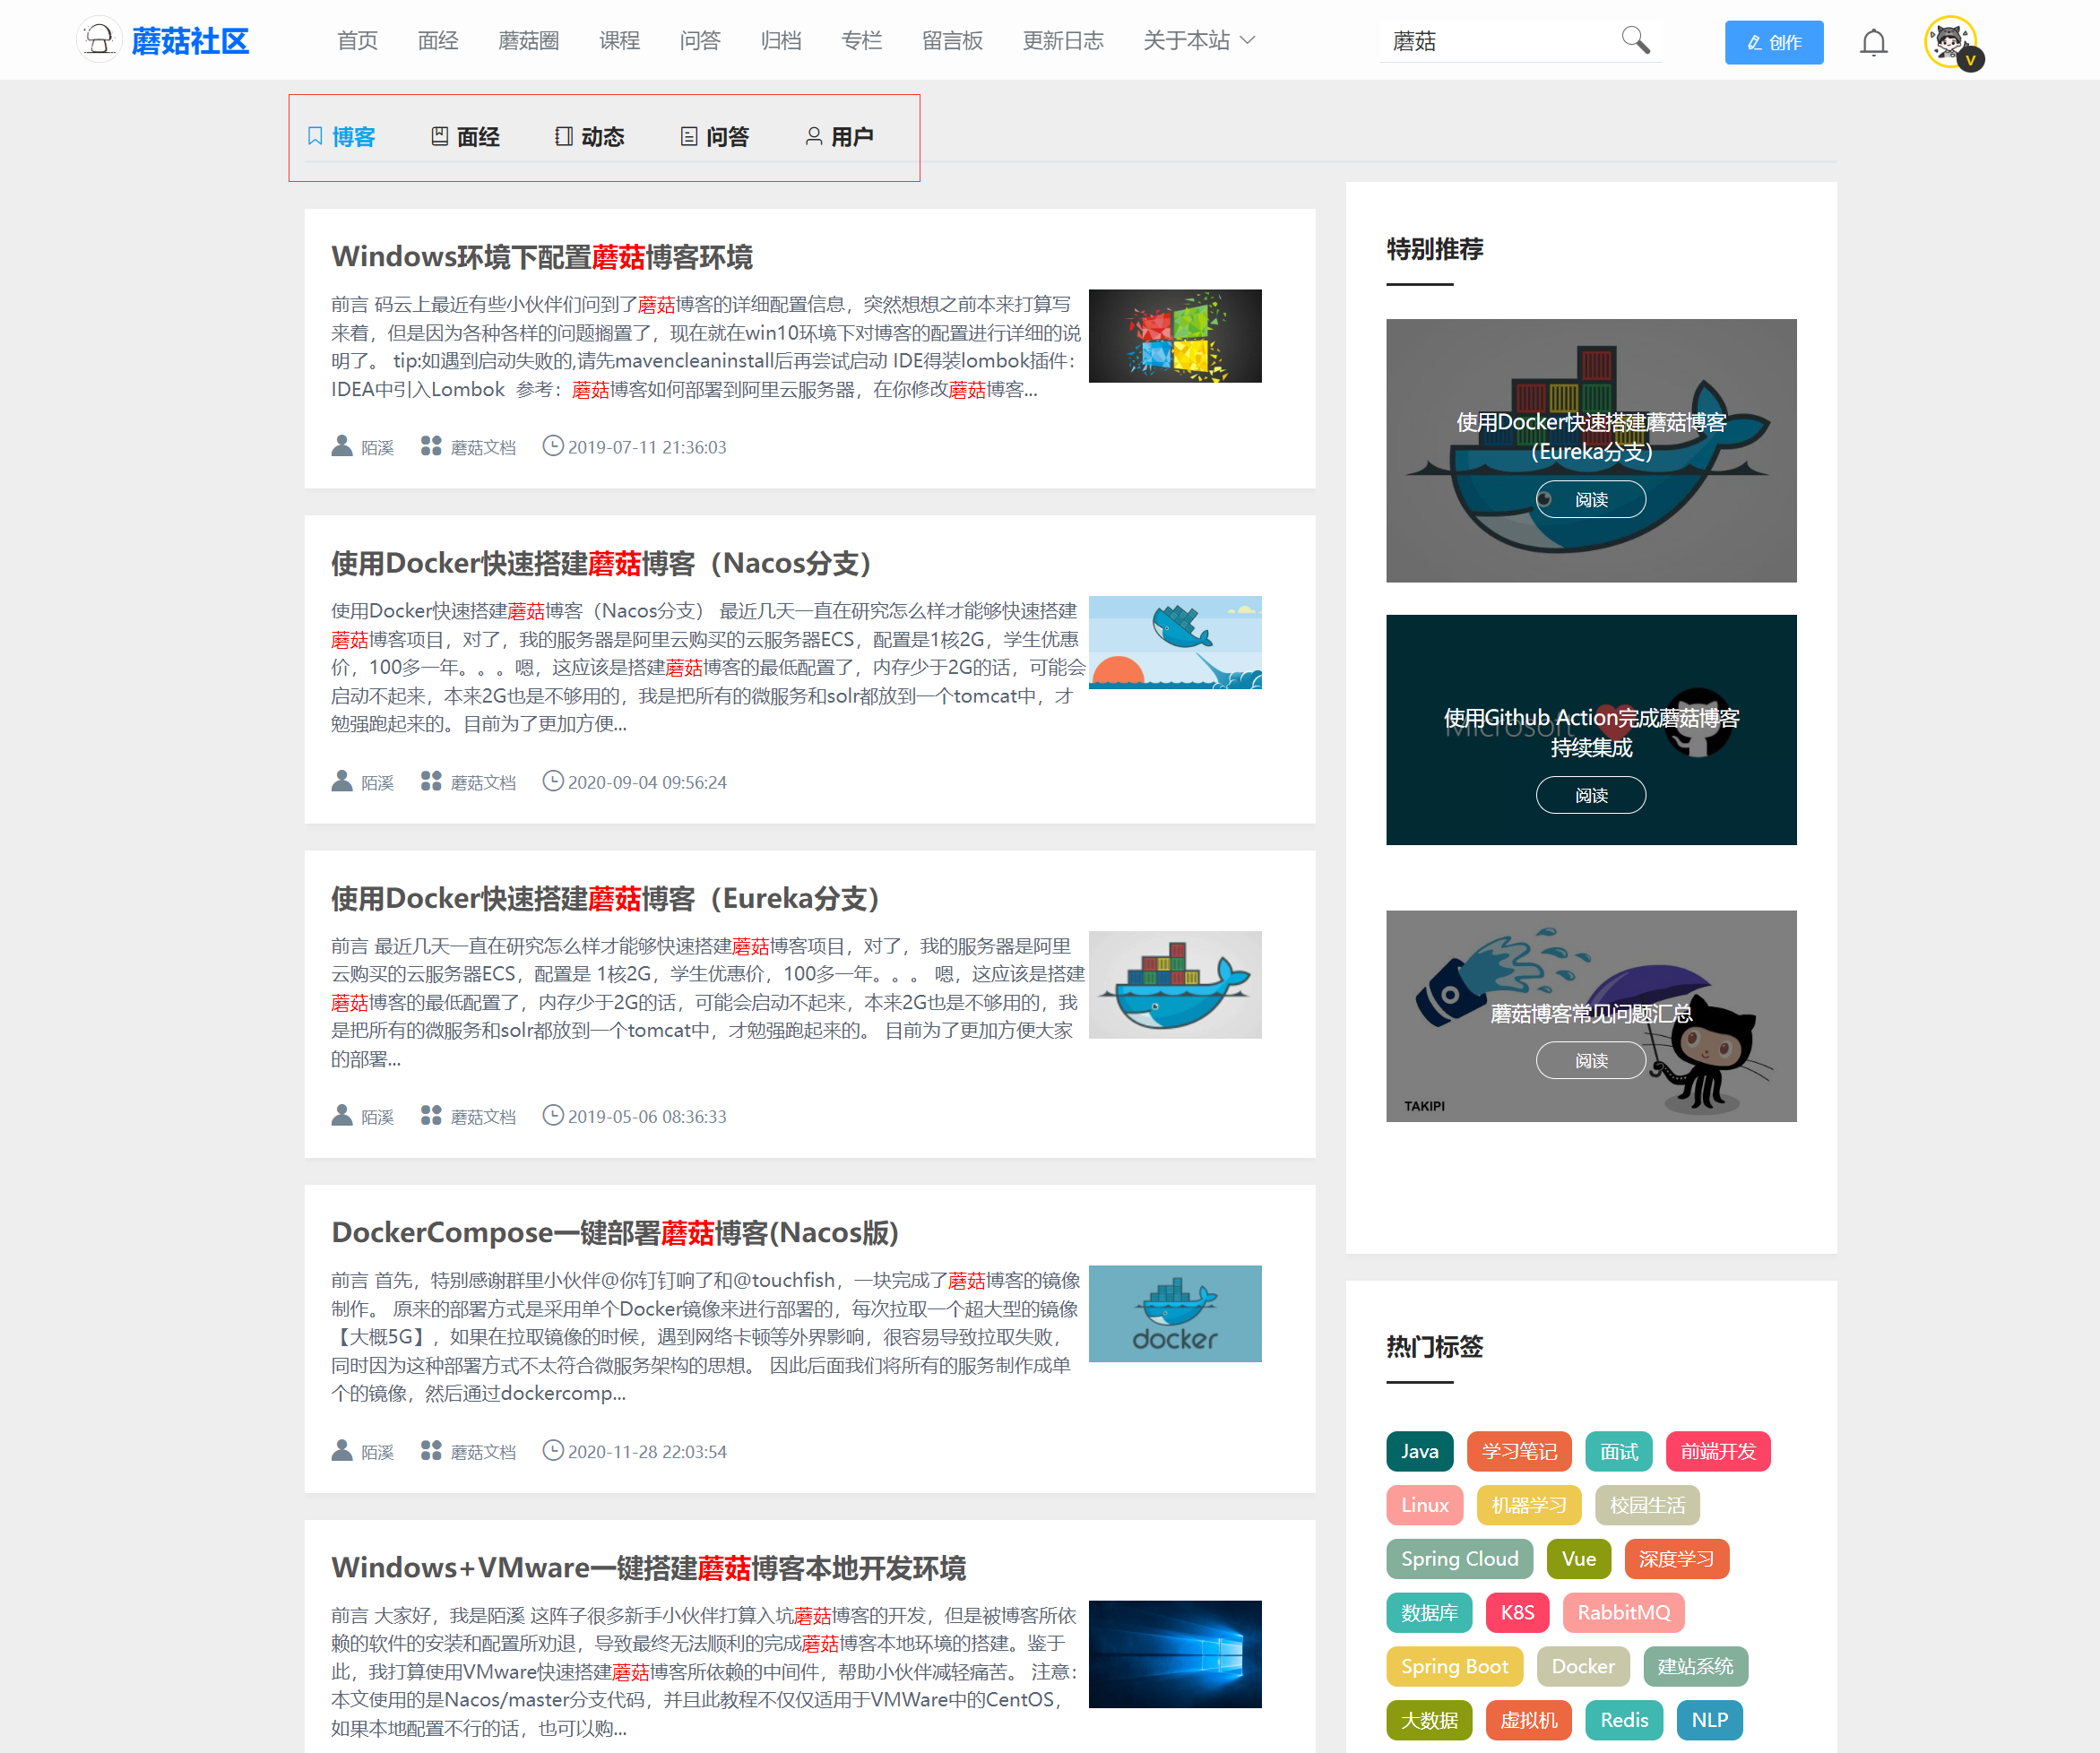 蘑菇社区
首页 面经 蘑菇圈 课程 问答 归档 专栏 留言板 更新日志 关于本站
蘑菇
创作
V
博客 面经 动态 问答 用户
Windows环境下配置蘑菇博客环境
前言 码云上最近有些小伙伴们问到了蘑菇博客的详细配置信息，突然想想之前本来打算写
来着，但是因为各种各样的问题搁置了，现在就在win10环境下对博客的配置进行详细的说
明了。 tip:如遇到启动失败的,请先mavencleaninstall后再尝试启动 IDE得装lombok插件：
IDEA中引入Lombok 参考：蘑菇博客如何部署到阿里云服务器，在你修改蘑菇博客...
陌溪 蘑菇文档 2019-07-11 21:36:03
使用Docker快速搭建蘑菇博客（Nacos分支）
使用Docker快速搭建蘑菇博客（Nacos分支） 最近几天一直在研究怎么样才能够快速搭建
蘑菇博客项目，对了，我的服务器是阿里云购买的云服务器ECS，配置是1核2G，学生优惠
价，100多一年。。。嗯，这应该是搭建蘑菇博客的最低配置了，内存少于2G的话，可能会
启动不起来，本来2G也是不够用的，我是把所有的微服务和solr都放到一个tomcat中，才
勉强跑起来的。目前为了更加方便...
陌溪 蘑菇文档 2020-09-04 09:56:24
使用Docker快速搭建蘑菇博客（Eureka分支）
前言 最近几天一直在研究怎么样才能够快速搭建蘑菇博客项目，对了，我的服务器是阿里
云购买的云服务器ECS，配置是 1核2G，学生优惠价，100多一年。。。 嗯，这应该是搭建
蘑菇博客的最低配置了，内存少于2G的话，可能会启动不起来，本来2G也是不够用的，我
是把所有的微服务和solr都放到一个tomcat中，才勉强跑起来的。 目前为了更加方便大家
的部署...
陌溪 蘑菇文档 2019-05-06 08:36:33
DockerCompose一键部署蘑菇博客(Nacos版)
前言 首先，特别感谢群里小伙伴@你钉钉响了和@touchfish，一块完成了蘑菇博客的镜像
制作。 原来的部署方式是采用单个Docker镜像来进行部署的，每次拉取一个超大型的镜像
【大概5G】，如果在拉取镜像的时候，遇到网络卡顿等外界影响，很容易导致拉取失败，
同时因为这种部署方式不太符合微服务架构的思想。 因此后面我们将所有的服务制作成单
个的镜像，然后通过dockercomp...
docker
陌溪 蘑菇文档 2020-11-28 22:03:54
Windows+VMware一键搭建蘑菇博客本地开发环境
前言 大家好，我是陌溪 这阵子很多新手小伙伴打算入坑蘑菇博客的开发，但是被博客所依
赖的软件的安装和配置所劝退，导致最终无法顺利的完成蘑菇博客本地环境的搭建。鉴于
此，我打算使用VMware快速搭建蘑菇博客所依赖的中间件，帮助小伙伴减轻痛苦。 注意：
本文使用的是Nacos/master分支代码，并且此教程不仅仅适用于VMWare中的CentOS，
如果本地配置不行的话，也可以购...
特别推荐
使用Docker快速搭建蘑菇博客
（Eureka分支）
阅读
Microsoft
使用Github Action完成蘑菇博客
持续集成
阅读
蘑菇博客常见问题汇总
阅读
TAKIPI
热门标签
Java 学习笔记 面试 前端开发
Linux 机器学习 校园生活
Spring Cloud Vue 深度学习
数据库 K8S RabbitMQ
Spring Boot Docker 建站系统
大数据 虚拟机 Redis NLP